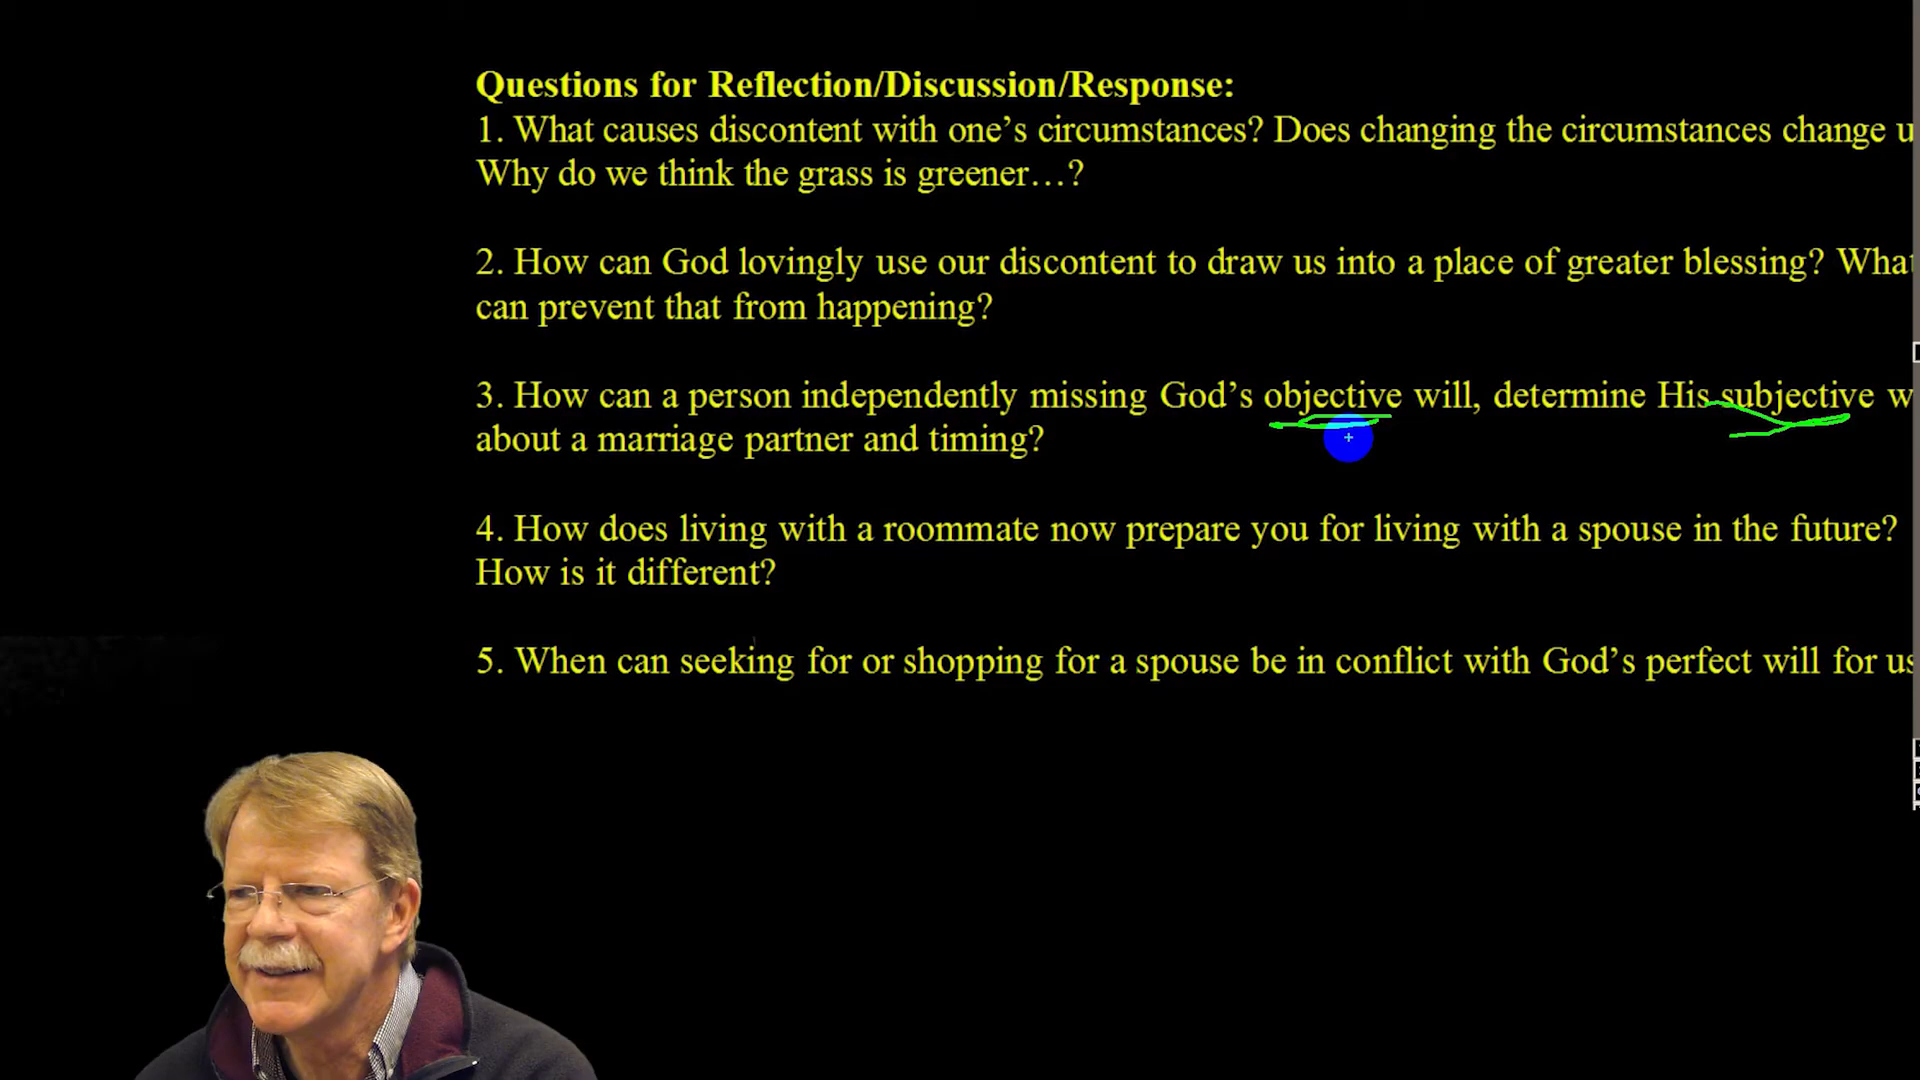 Questions for Reflection/Discussion/Response:
1. What causes discontent with one’s circumstances? Does changing the circumstances change
Why do we think the grass is greener…?
2. How can God lovingly use our discontent to draw us into a place of greater blessing? What
can prevent that from happening?
3. How can a person independently missing God’s objective will, determine His subjective
about a marriage partner and timing?
4. How does living with a roommate now prepare you for living with a spouse in the future?
How is it different?
5. When can seeking for or shopping for a spouse be in conflict with God’s perfect will for us